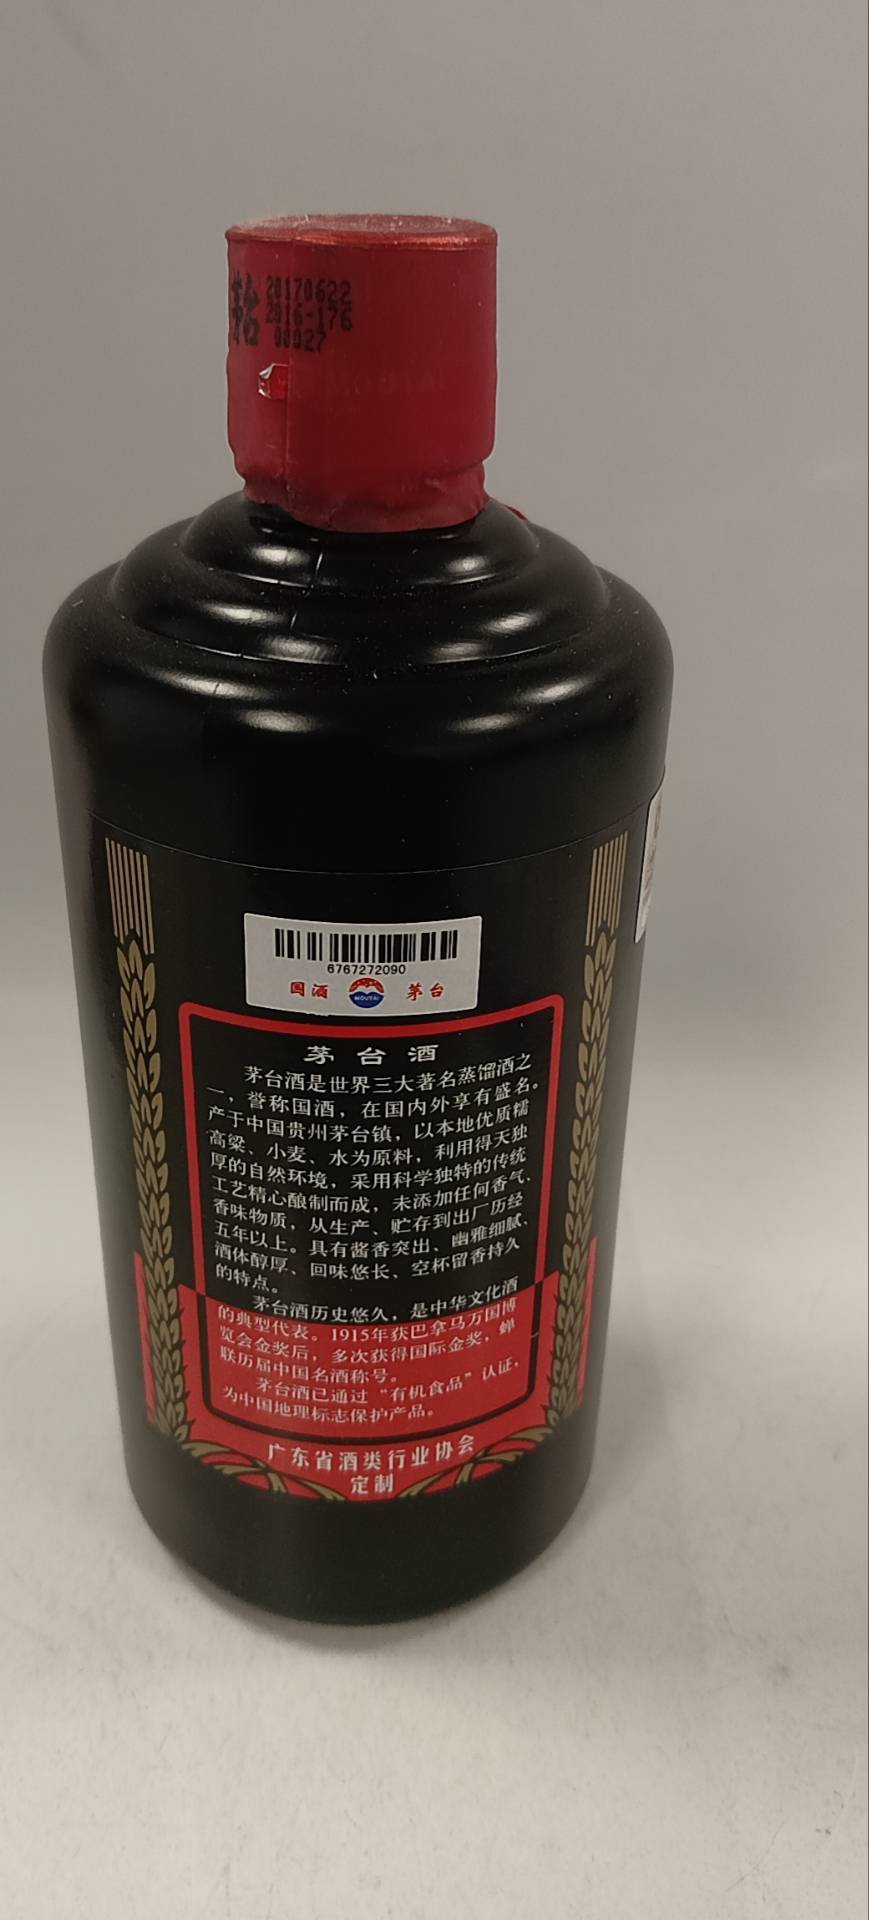 茅台
20170622
2016-176
00027
MOUTAI
6767272090
国酒 MOUTAI 茅台
茅台酒
茅台酒是世界三大著名蒸馏酒之
一，誉称国酒，在国内外享有盛名。
产于中国贵州茅台镇，以本地优质糯
高粱、小麦、水为原料，利用得天独
厚的自然环境，采用科学独特的传统
工艺精心酿制而成，未添加任何香气、
香味物质，从生产、贮存到出厂历经
五年以上。具有酱香突出、幽雅细腻、
酒体醇厚、回味悠长、空杯留香持久
的特点。
茅台酒历史悠久，是中华文化酒
的典型代表。1915年获巴拿马万国博
览会金奖后，多次获得国际金奖，蝉
联历届中国名酒称号。
茅台酒已通过“有机食品”认证，
为中国地理标志保护产品。
广东省酒类行业协会
定制